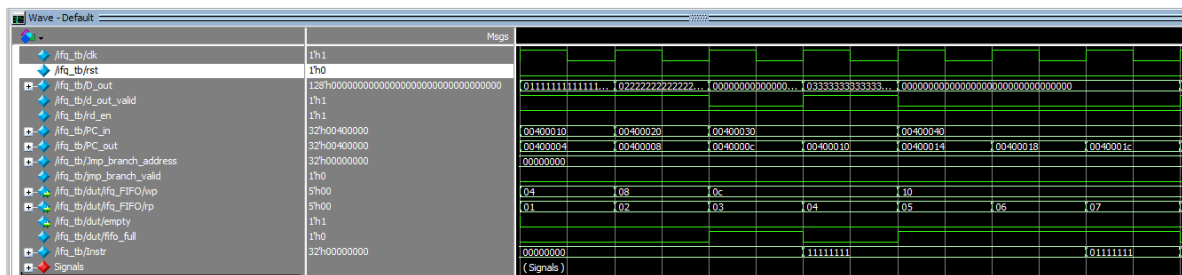 Wave - Default
Msgs
/ifq_tb/clk 1'h1
/ifq_tb/rst 1'h0
/ifq_tb/D_out 128'h00000000000000000000000000000000 01111111111111... 02222222222222... 00000000000000... 03333333333333... 00000000000000000000000000000000
/ifq_tb/d_out_valid 1'h1
/ifq_tb/rd_en 1'h1
/ifq_tb/PC_in 32'h00400000 00400010 00400020 00400030 00400040
/ifq_tb/PC_out 32'h00400000 00400004 00400008 0040000c 00400010 00400014 00400018 0040001c
/ifq_tb/Jmp_branch_address 32'h00000000 00000000
/ifq_tb/jmp_branch_valid 1'h0
/ifq_tb/dut/ifq_FIFO/wp 5'h00 04 08 0c 10
/ifq_tb/dut/ifq_FIFO/rp 5'h00 01 02 03 04 05 06 07
/ifq_tb/dut/empty 1'h1
/ifq_tb/dut/fifo_full 1'h0
/ifq_tb/Instr 32'h00000000 00000000 11111111 01111111
Signals (Signals)